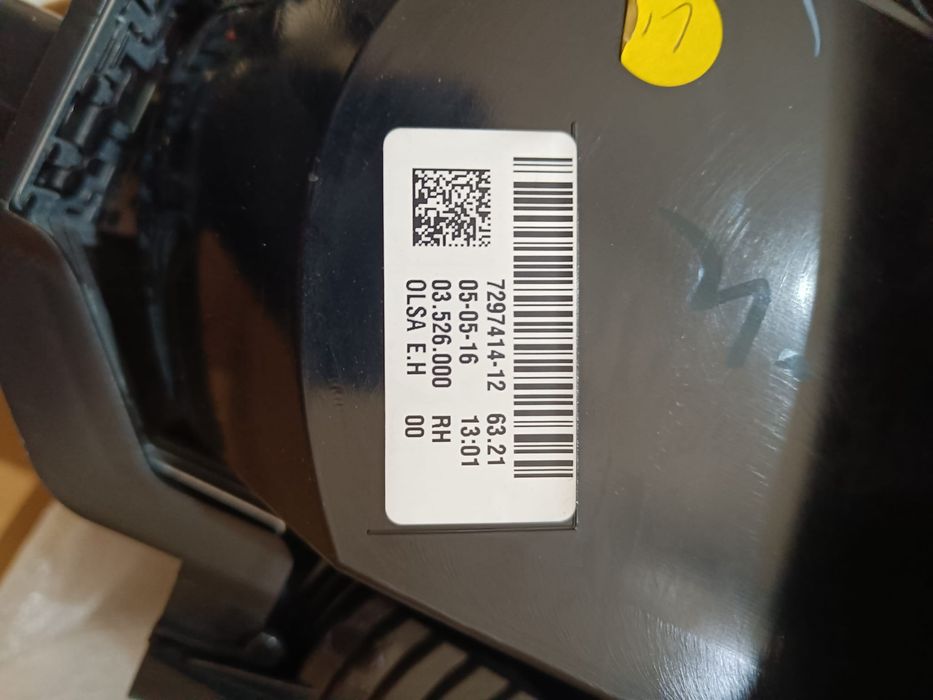 7297414-12 63.21
05-05-16 13:01
03.526.000 RH
OLSA E.H 00